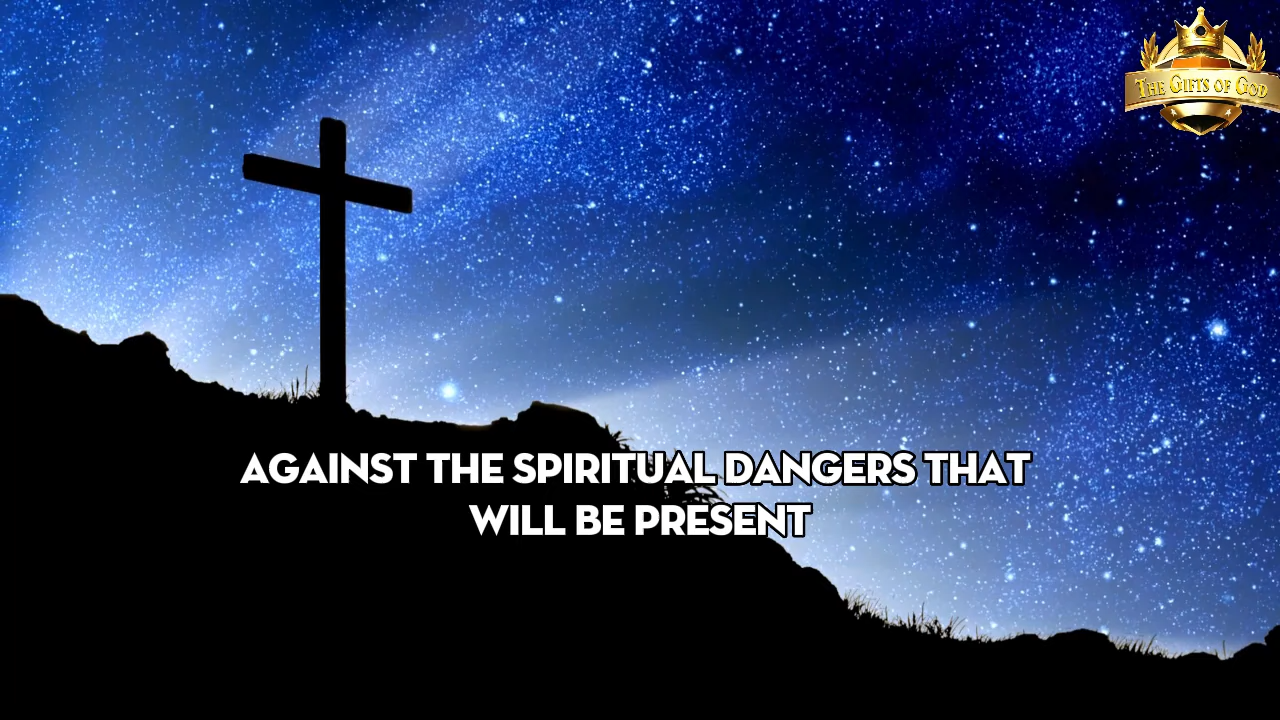 The Gifts of God
AGAINST THE SPIRITUAL DANGERS THAT
WILL BE PRESENT